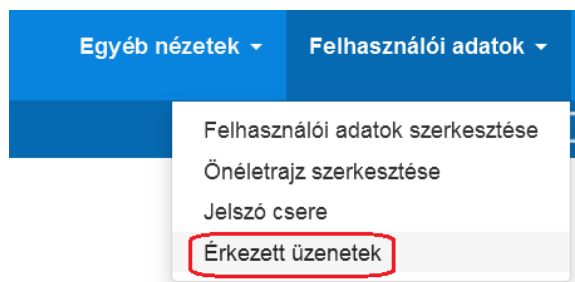 Egyéb nézetek
Felhasználói adatok
Felhasználói adatok szerkesztése
Önéletrajz szerkesztése
Jelszó csere
Érkezett üzenetek